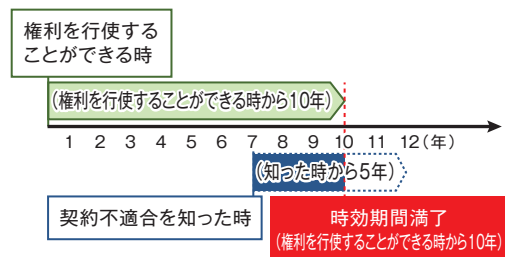 権利を行使する
ことができる時
(権利を行使することができる時から10年)
1 2 3 4 5 6 7 8 9 10 11 12(年)
(知った時から5年)
契約不適合を知った時
時効期間満了
(権利を行使することができる時から10年)